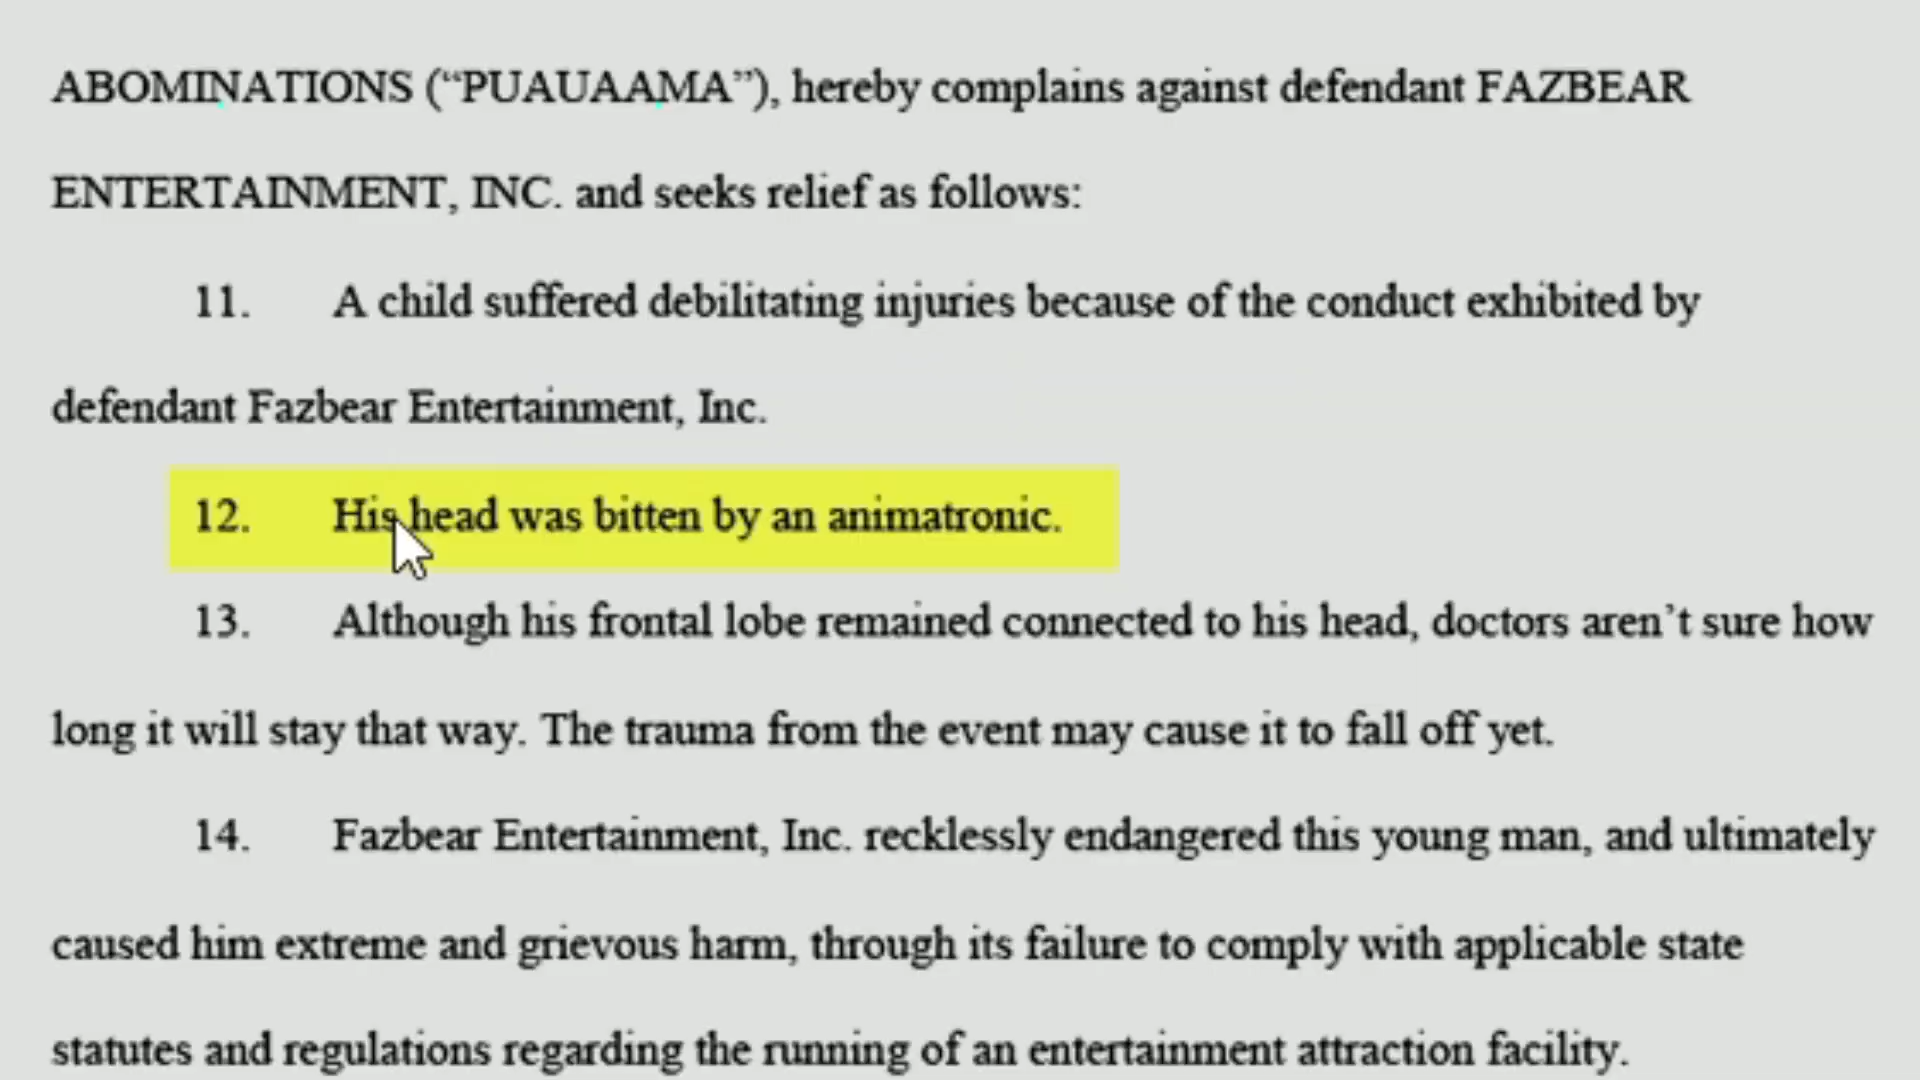 ABOMINATIONS (“PUAUAAMA”), hereby complains against defendant FAZBEAR
ENTERTAINMENT, INC. and seeks relief as follows:
11. A child suffered debilitating injuries because of the conduct exhibited by
defendant Fazbear Entertainment, Inc.
12. His head was bitten by an animatronic.
13. Although his frontal lobe remained connected to his head, doctors aren’t sure how
long it will stay that way. The trauma from the event may cause it to fall off yet.
14. Fazbear Entertainment, Inc. recklessly endangered this young man, and ultimately
caused him extreme and grievous harm, through its failure to comply with applicable state
statutes and regulations regarding the running of an entertainment attraction facility.